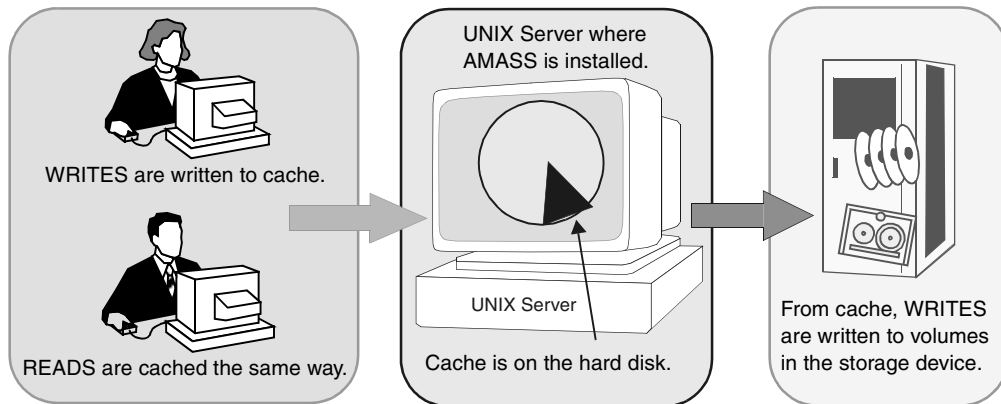 WRITES are written to cache.
READS are cached the same way.
UNIX Server where
AMASS is installed.
UNIX Server
Cache is on the hard disk.
From cache, WRITES
are written to volumes
in the storage device.